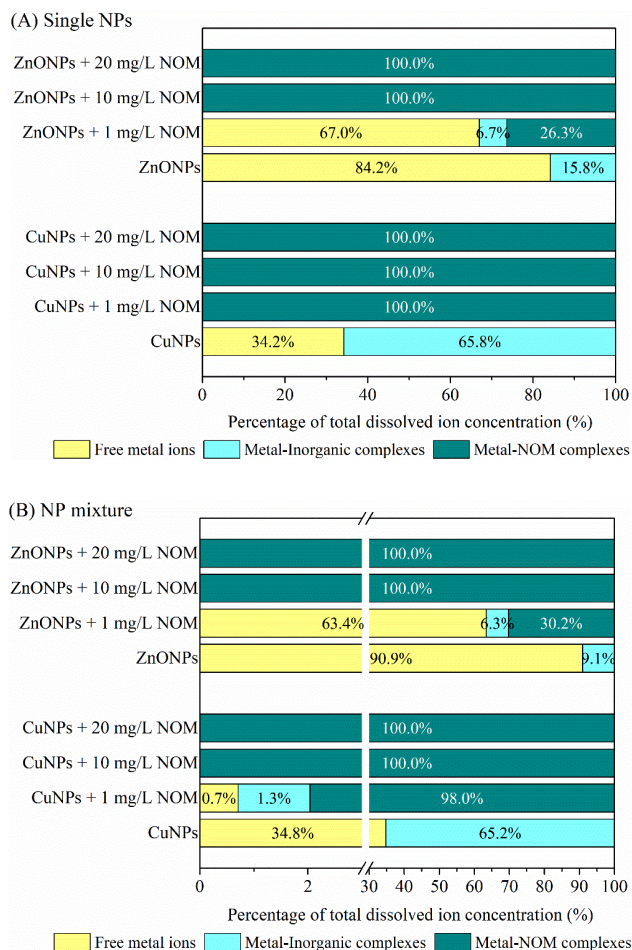 (A) Single NPs
ZnONPs + 20 mg/L NOM 100.0%
ZnONPs + 10 mg/L NOM 100.0%
ZnONPs + 1 mg/L NOM 67.0% 6.7% 26.3%
ZnONPs 84.2% 15.8%
CuNPs + 20 mg/L NOM 100.0%
CuNPs + 10 mg/L NOM 100.0%
CuNPs + 1 mg/L NOM 100.0%
CuNPs 34.2% 65.8%
0 20 40 60 80 100
Percentage of total dissolved ion concentration (%)
Free metal ions Metal-Inorganic complexes Metal-NOM complexes
(B) NP mixture
ZnONPs + 20 mg/L NOM 100.0%
ZnONPs + 10 mg/L NOM 100.0%
ZnONPs + 1 mg/L NOM 63.4% 6.3% 30.2%
ZnONPs 90.9% 9.1%
CuNPs + 20 mg/L NOM 100.0%
CuNPs + 10 mg/L NOM 100.0%
CuNPs + 1 mg/L NOM 0.7% 1.3% 98.0%
CuNPs 34.8% 65.2%
0 2 30 40 50 60 70 80 90 100
Percentage of total dissolved ion concentration (%)
Free metal ions Metal-Inorganic complexes Metal-NOM complexes